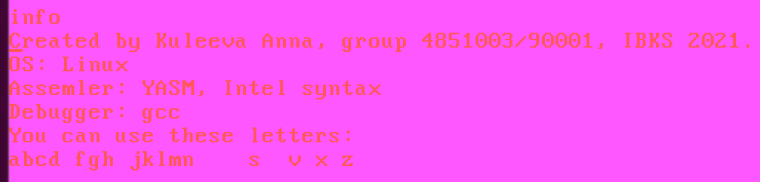 info
Created by Kuleeva Anna, group 4851003/90001, IBKS 2021.
OS: Linux
Assemler: YASM, Intel syntax
Debugger: gcc
You can use these letters:
abcd fgh jklmn    s  v x z